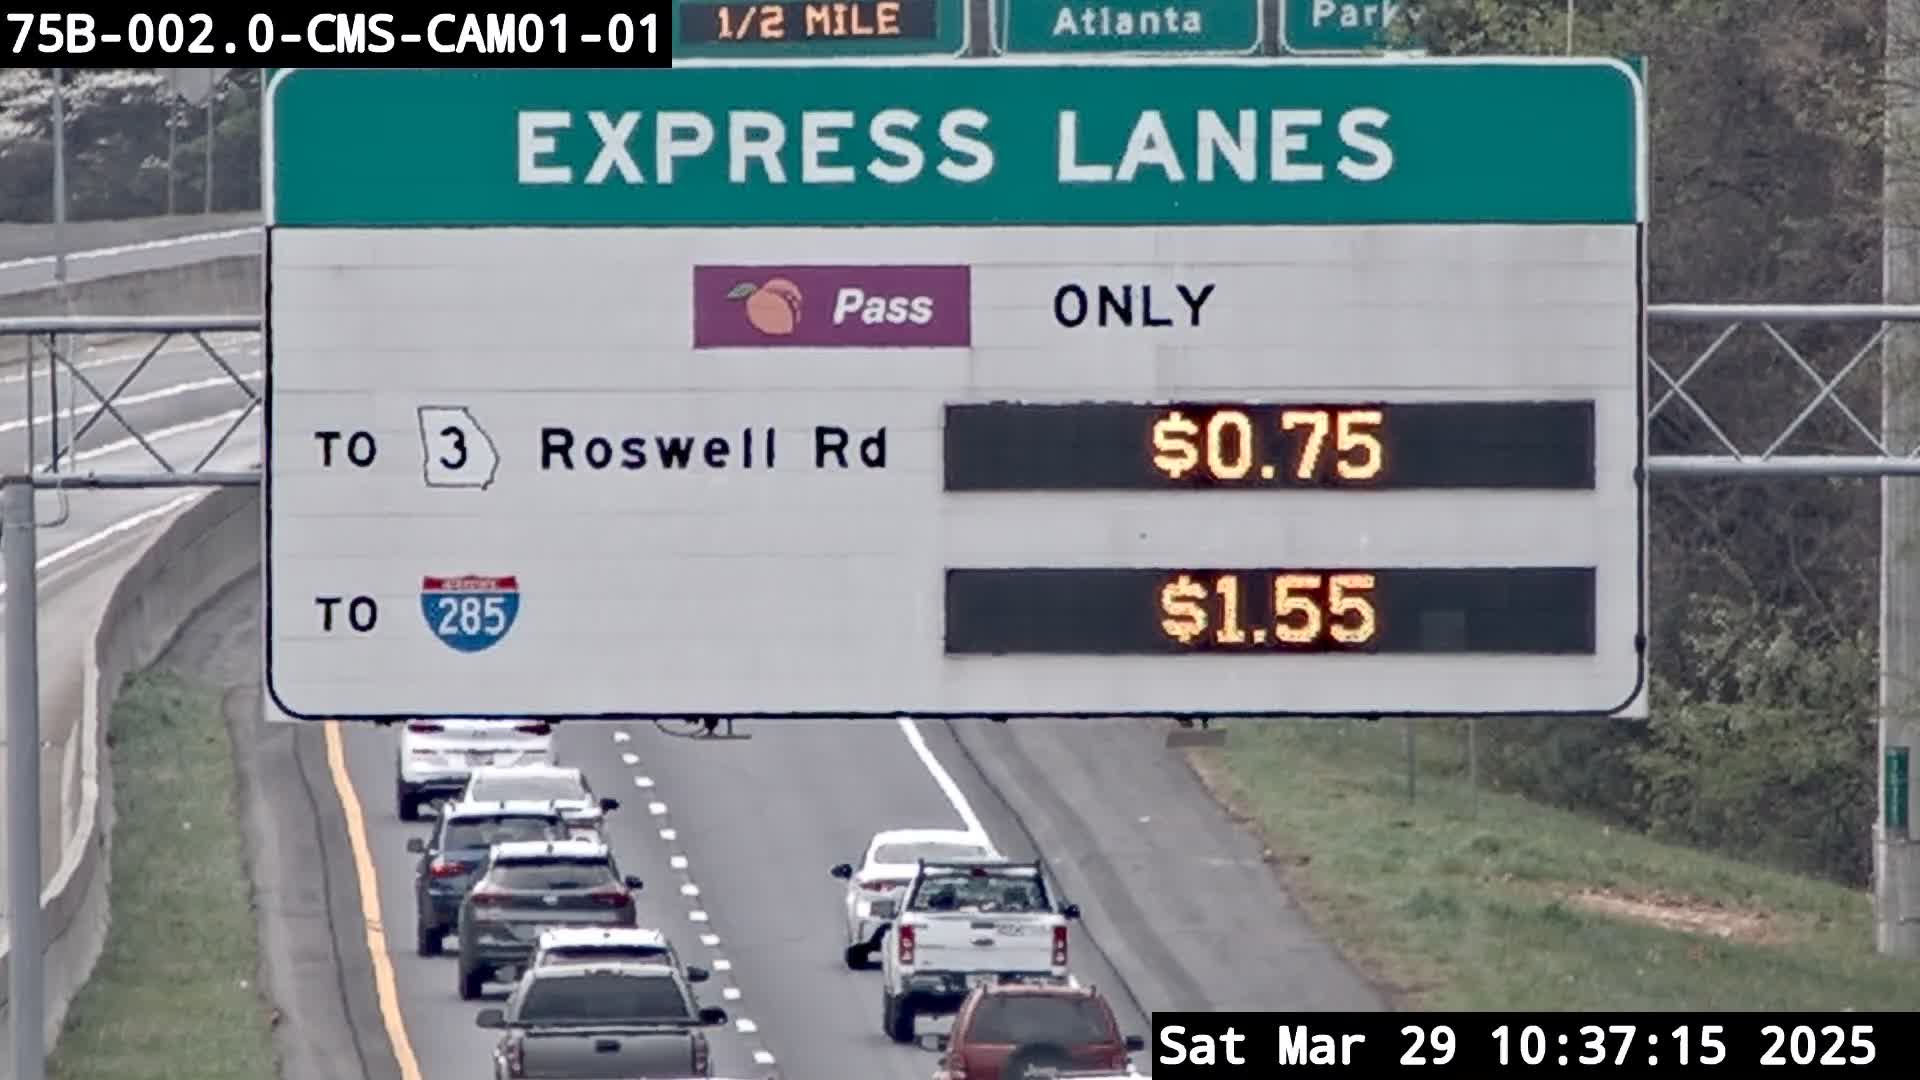 75B-002.0-CMS-CAM01-01
1/2 MILE
Atlanta
EXPRESS LANES
Pass ONLY
TO 3 Roswell Rd $0.75
TO 285 $1.55
Sat Mar 29 10:37:15 2025